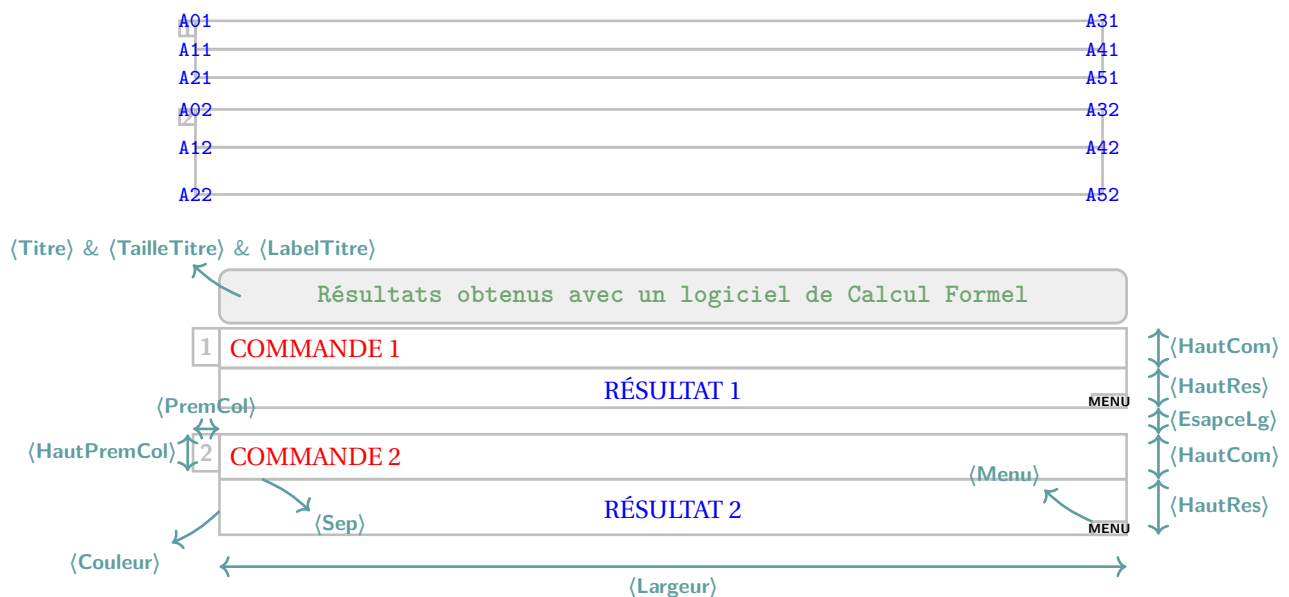 A01 A31
1
A11 A41
A21 A51
A02 A32
2
A12 A42
A22 A52
⟨Titre⟩ & ⟨TailleTitre⟩ & ⟨LabelTitre⟩
Résultats obtenus avec un logiciel de Calcul Formel
1 COMMANDE 1 ⟨HautCom⟩
RÉSULTAT 1 ⟨HautRes⟩
MENU
⟨PremCol⟩ ⟨EsapceLg⟩
⟨HautPremCol⟩ 2 COMMANDE 2 ⟨HautCom⟩
⟨Menu⟩
RÉSULTAT 2 ⟨HautRes⟩
⟨Sep⟩ MENU
⟨Couleur⟩
⟨Largeur⟩